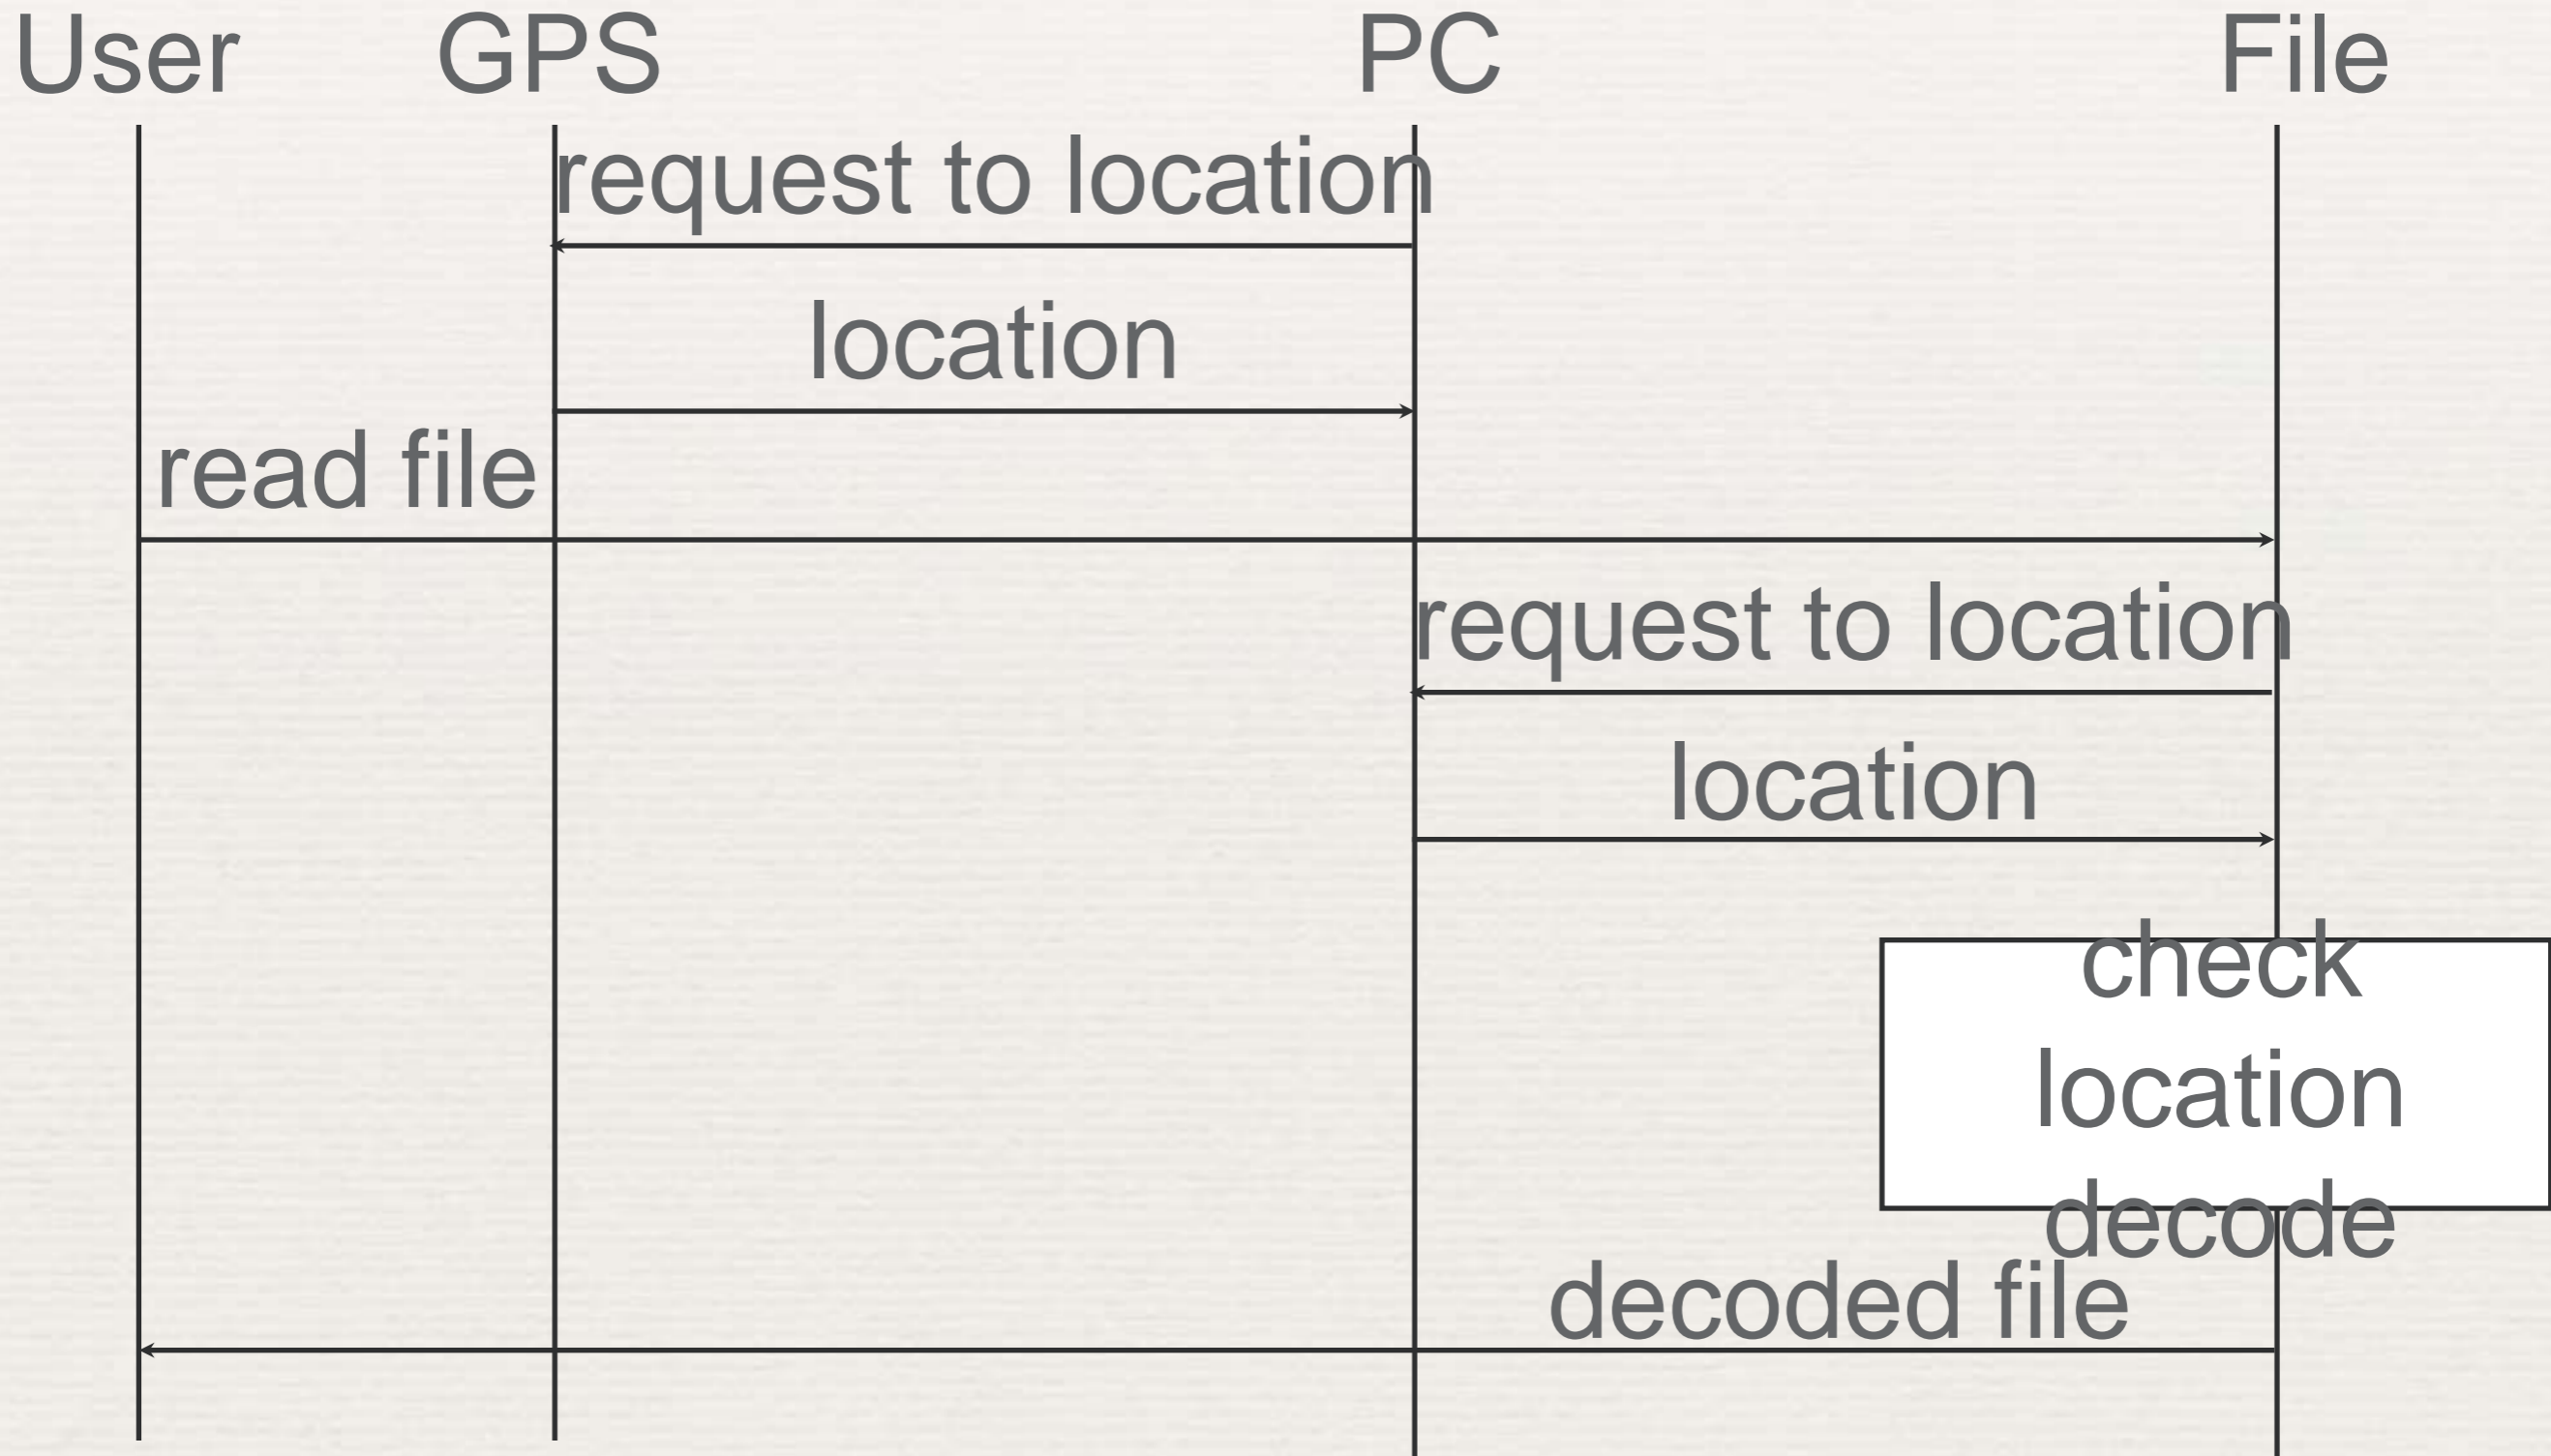 User
GPS
PC
File
request to location
location
read file
request to location
location
check
location
decode
decoded file